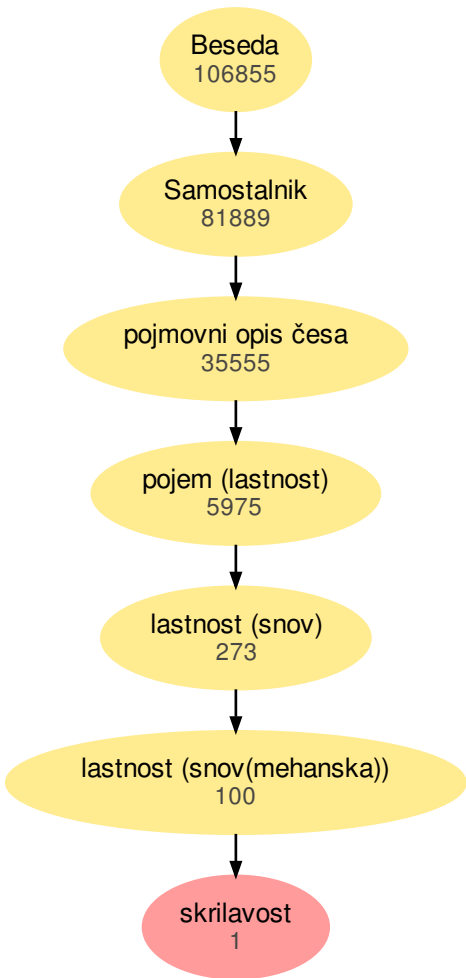 Beseda
106855
Samostalnik
81889
pojmovni opis česa
35555
pojem (lastnost)
5975
lastnost (snov)
273
lastnost (snov(mehanska))
100
skrilavost
1